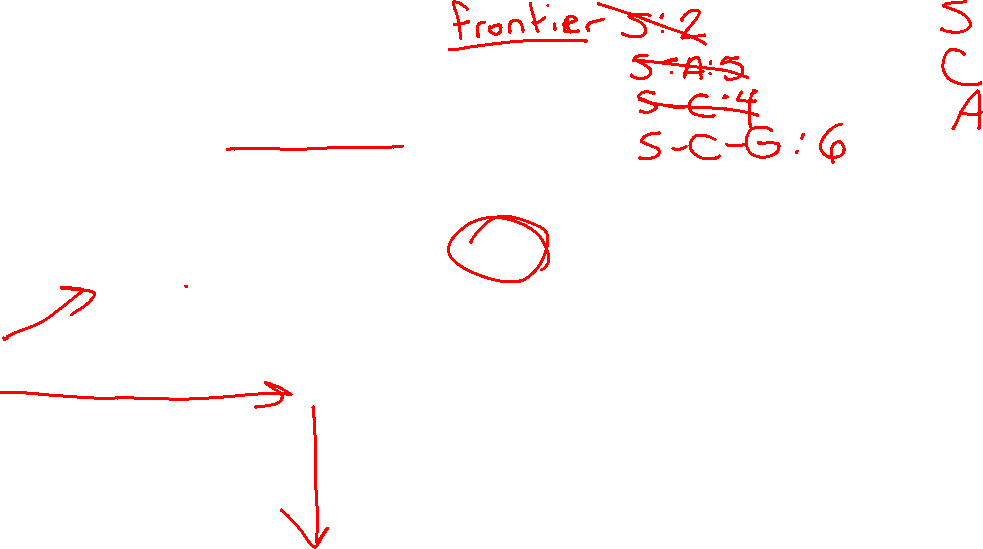 frontier S:2
S-A:5
S-C:4
S-C-G:6
S
C
A